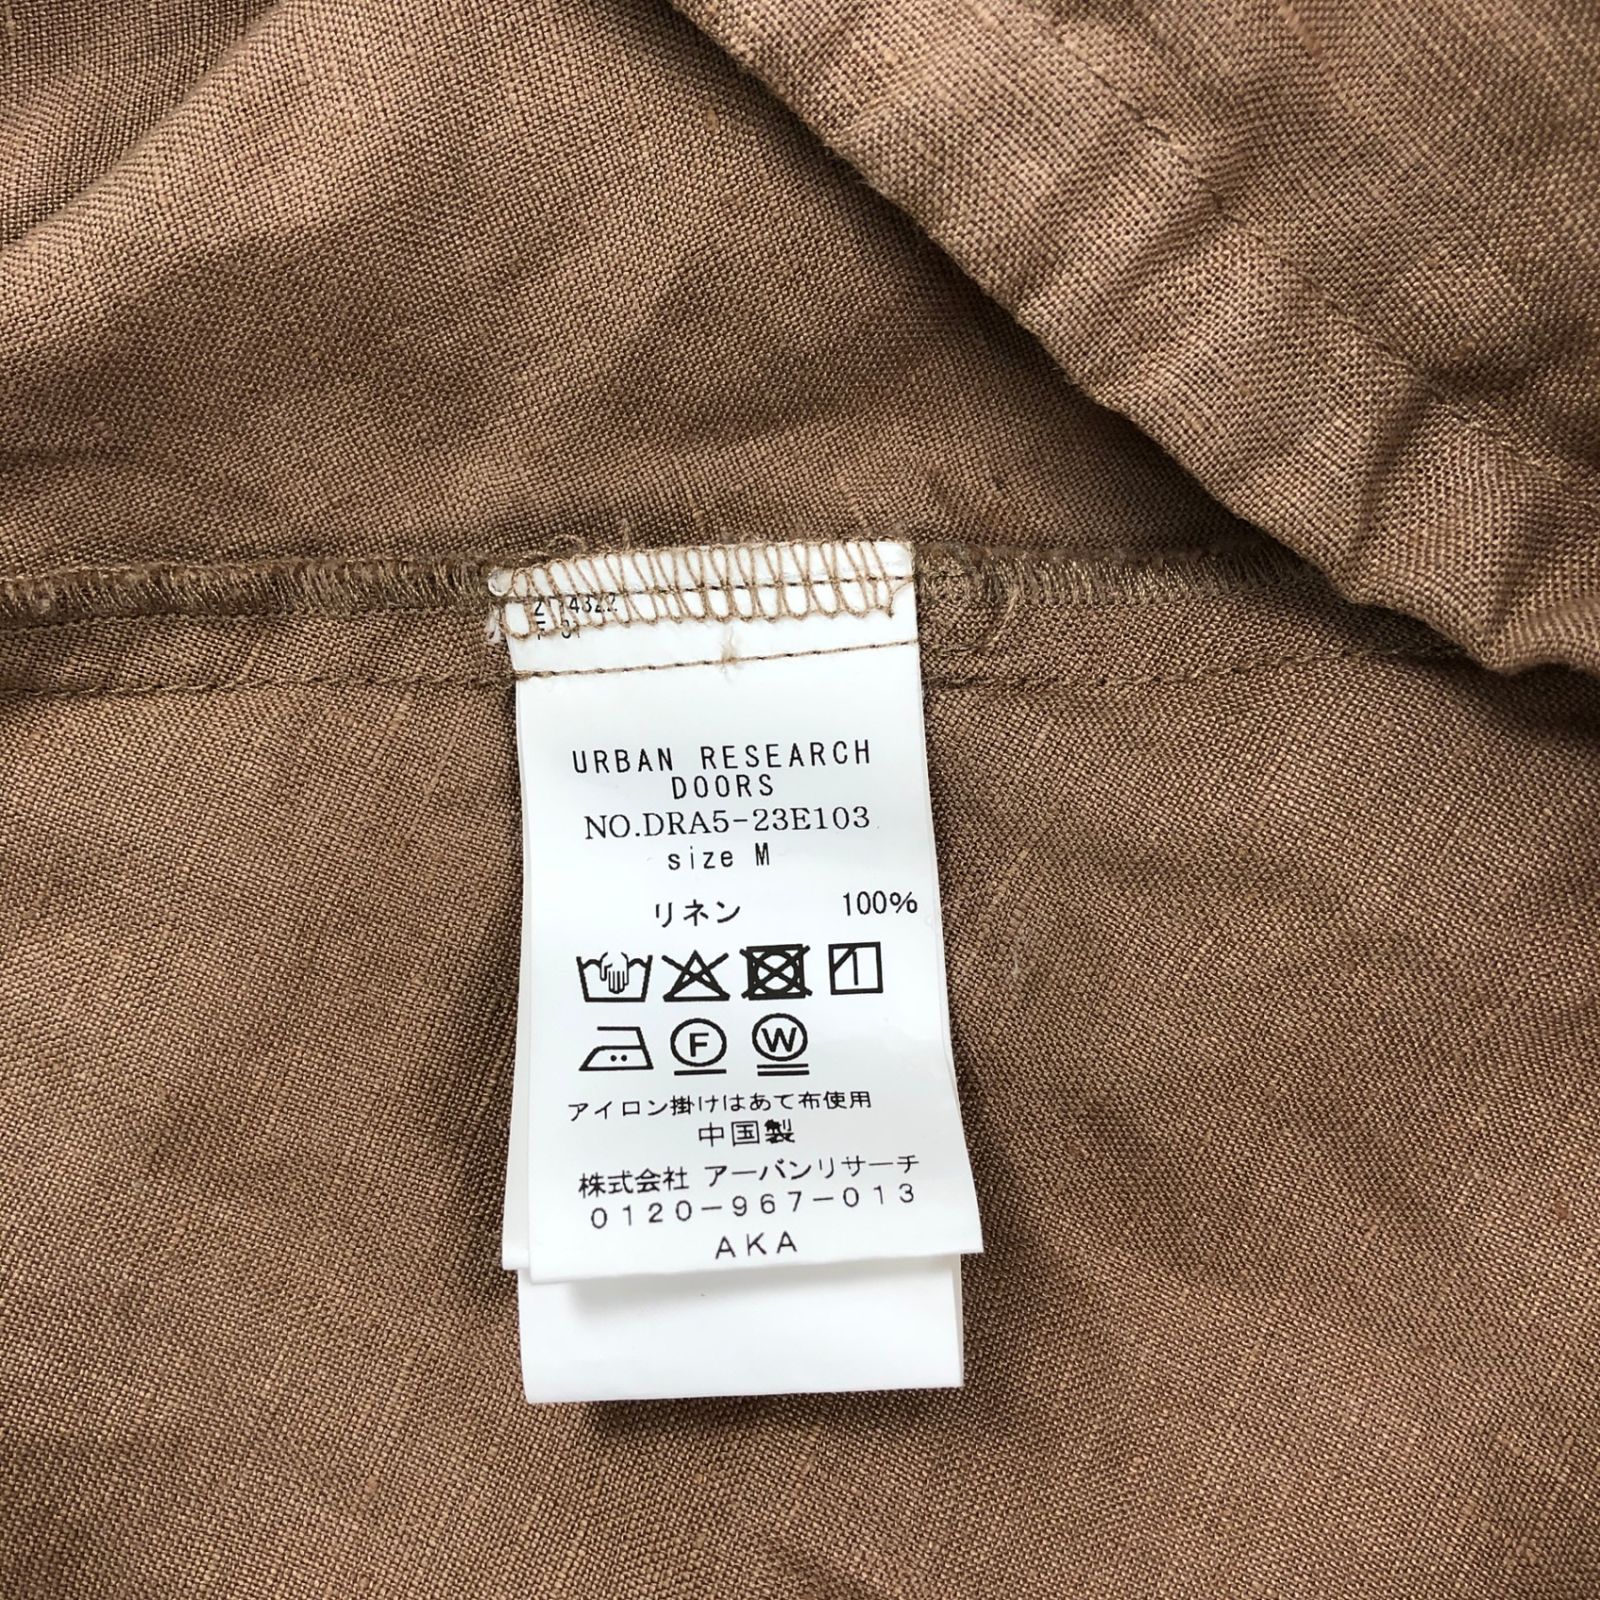 URBAN RESEARCH
DOORS
NO.DRA5-23E103
size M
リネン 100%
F W
アイロン掛けはあて布使用
中国製
株式会社 アーバンリサーチ
0120-967-013
AKA